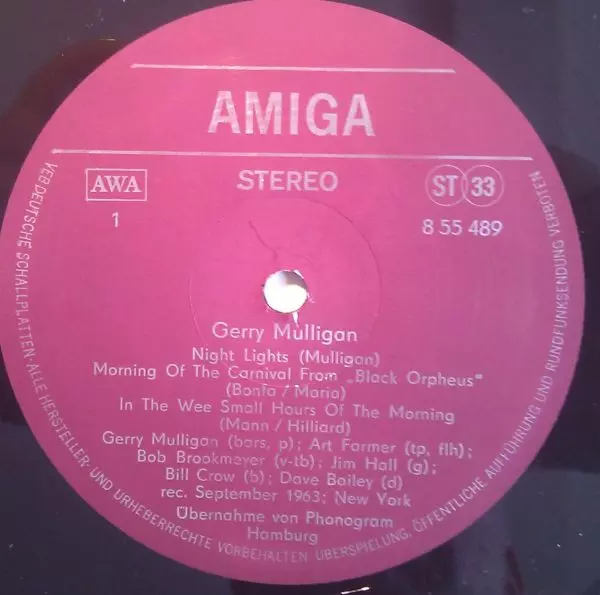 AMIGA
AWA
STEREO
ST 33
1
8 55 489
Gerry Mulligan
Night Lights (Mulligan)
Morning Of The Carnival From „Black Orpheus“
(Bonfa / Maria)
In The Wee Small Hours Of The Morning
(Mann / Hilliard)
Gerry Mulligan (bars, p); Art Farmer (tp, flh);
Bob Brookmeyer (v-tb); Jim Hall (g);
Bill Crow (b); Dave Bailey (d)
rec. September 1963; New York
Übernahme von Phonogram
Hamburg
VEB DEUTSCHE SCHALLPLATTEN · ALLE HERSTELLER- UND URHEBERRECHTE VORBEHALTEN ÜBERSPIELUNG, ÖFFENTLICHE AUFFÜHRUNG UND RUNDFUNKSENDUNG VERBOTEN